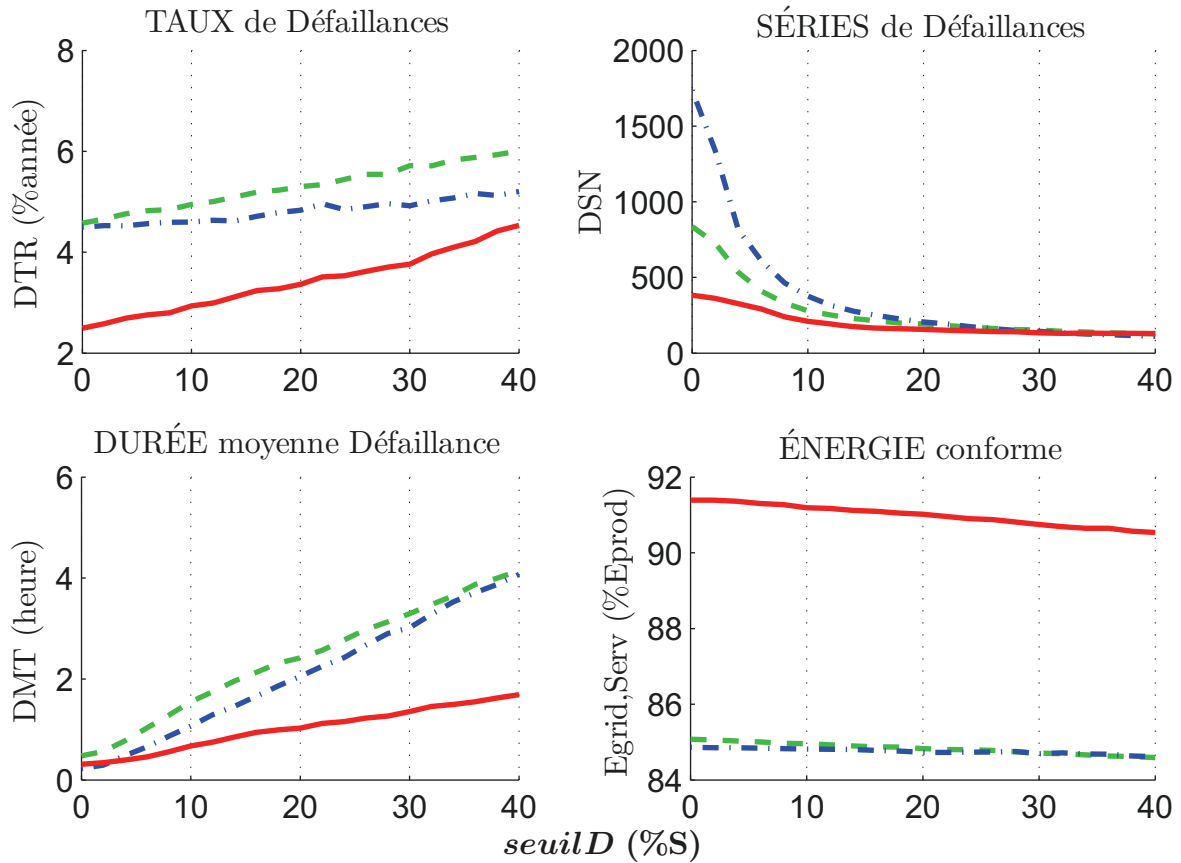 TAUX de Défaillances
8
6
4
2
DTR (%année)
0 10 20 30 40
SÉRIES de Défaillances
2000
1500
1000
500
0
DSN
0 10 20 30 40
DURÉE moyenne Défaillance
6
4
2
0
DMT (heure)
0 10 20 30 40
ÉNERGIE conforme
92
90
88
86
84
Egrid,Serv (%Eprod)
0 10 20 30 40
seuilD (%S)